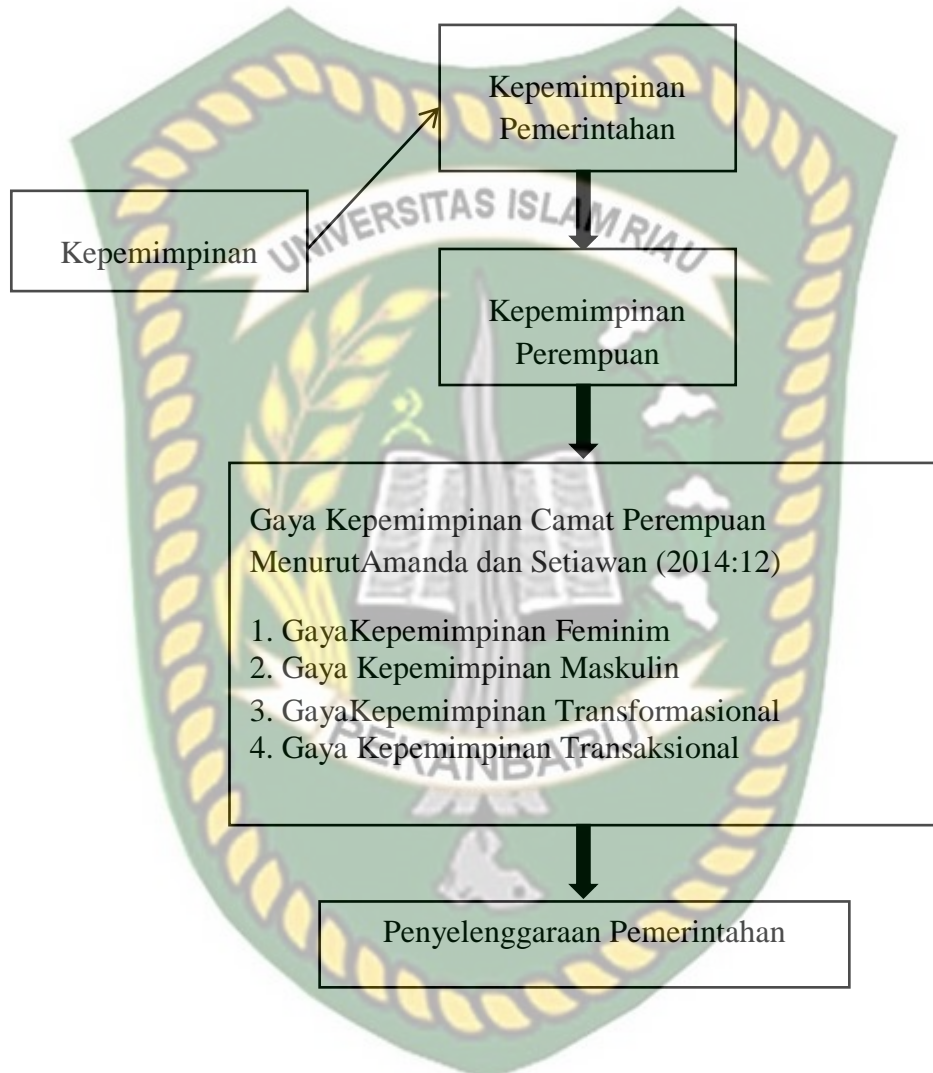 Kepemimpinan
Pemerintahan
Kepemimpinan
UNIVERSITAS ISLAM RIAU
Kepemimpinan
Perempuan
Gaya Kepemimpinan Camat Perempuan
MenurutAmanda dan Setiawan (2014:12)
1. GayaKepemimpinan Feminim
2. Gaya Kepemimpinan Maskulin
3. GayaKepemimpinan Transformasional
4. Gaya Kepemimpinan Transaksional
PEKANBARU
Penyelenggaraan Pemerintahan